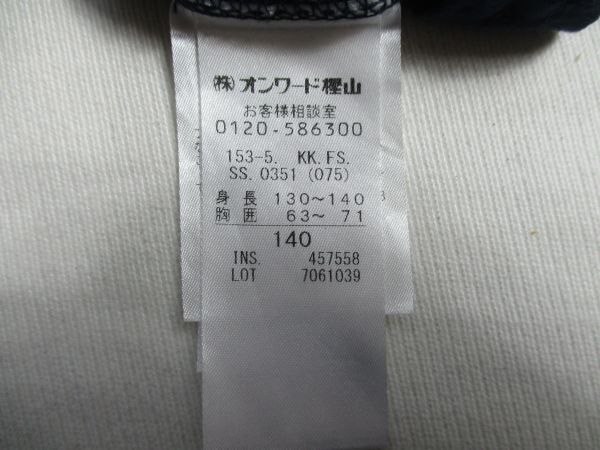 ㈱オンワード樫山
お客様相談室
0120-586300
153-5. KK.FS.
SS.0351 (075)
身長 130～140
胸囲 63～ 71
140
INS. 457558
LOT 7061039